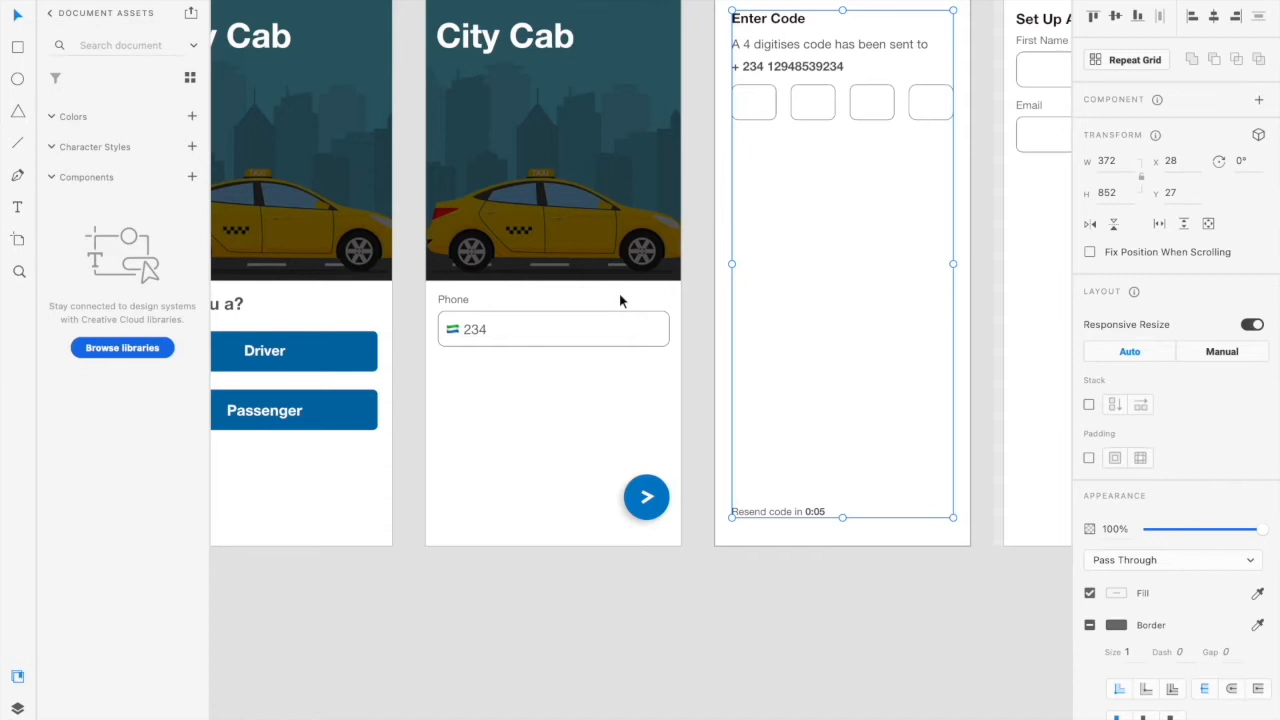 DOCUMENT ASSETS
Search document
Colors
Character Styles
Components
Stay connected to design systems
with Creative Cloud libraries.
Browse libraries
y Cab
TAXI
u a?
Driver
Passenger
City Cab
TAXI
Phone
234
>
Enter Code
A 4 digitises code has been sent to
+ 234 12948539234
Resend code in 0:05
Set Up A
First Name
Email
Repeat Grid
COMPONENT
TRANSFORM
W 372 X 28 0°
H 852 Y 27
Fix Position When Scrolling
LAYOUT
Responsive Resize
Auto Manual
Stack
Padding
APPEARANCE
100%
Pass Through
Fill
Border
Size 1 Dash 0 Gap 0